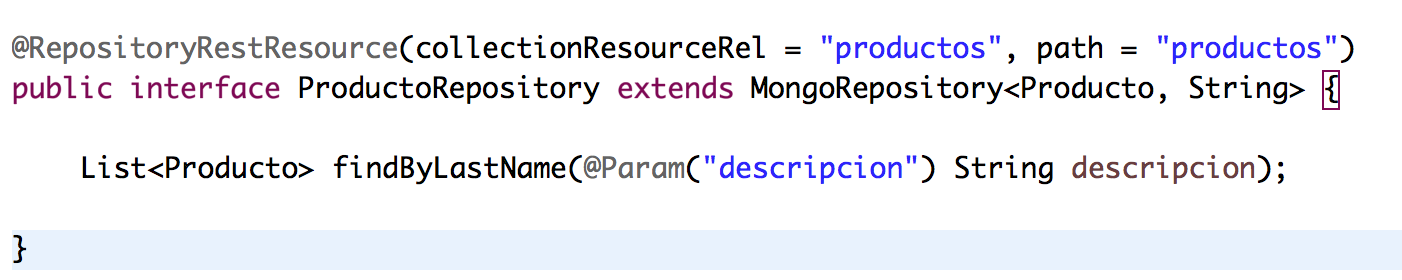 @RepositoryRestResource(collectionResourceRel = "productos", path = "productos")
public interface ProductoRepository extends MongoRepository<Producto, String> {
List<Producto> findByLastName(@Param("descripcion") String descripcion);
}